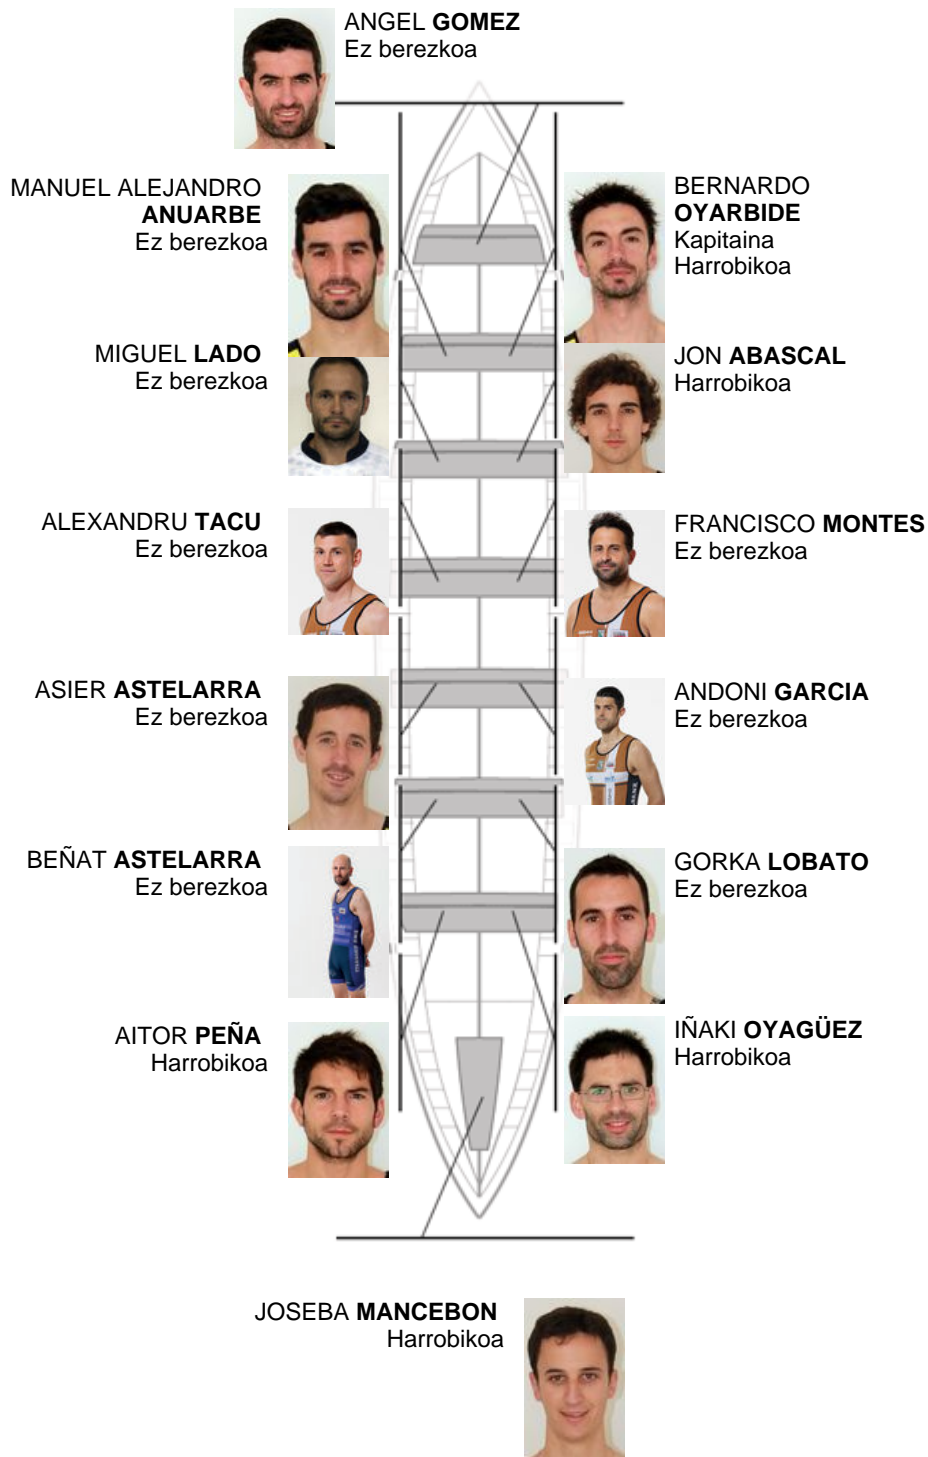 ANGEL GOMEZ
Ez berezkoa
MANUEL ALEJANDRO
ANUARBE
Ez berezkoa
BERNARDO
OYARBIDE
Kapitaina
Harrobikoa
MIGUEL LADO
Ez berezkoa
JON ABASCAL
Harrobikoa
ALEXANDRU TACU
Ez berezkoa
FRANCISCO MONTES
Ez berezkoa
ASIER ASTELARRA
Ez berezkoa
ANDONI GARCIA
Ez berezkoa
BEÑAT ASTELARRA
Ez berezkoa
GORKA LOBATO
Ez berezkoa
AITOR PEÑA
Harrobikoa
IÑAKI OYAGÜEZ
Harrobikoa
JOSEBA MANCEBON
Harrobikoa